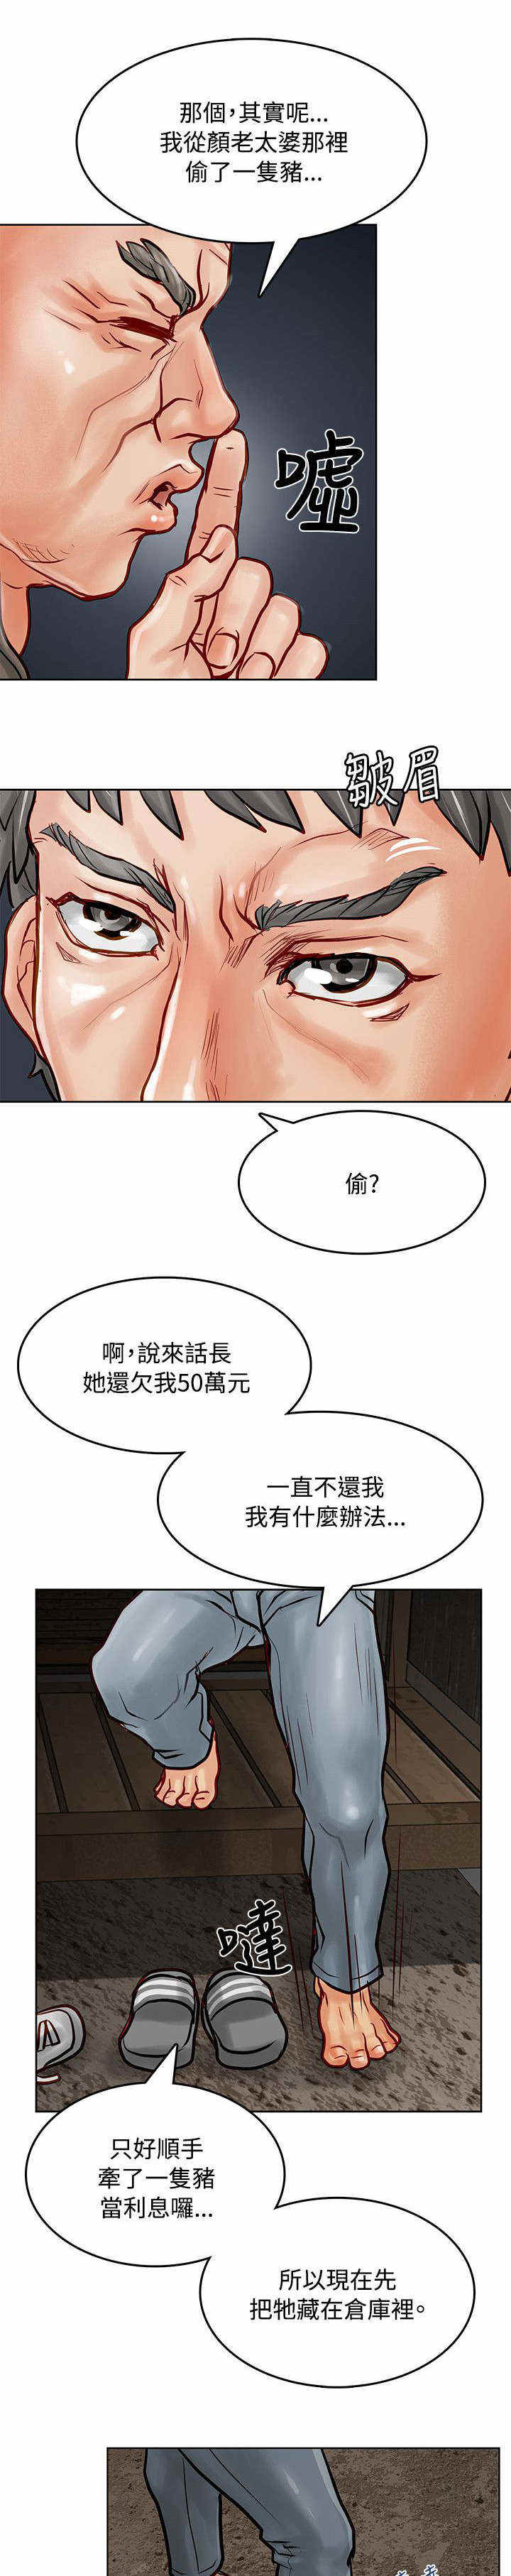 那個，其實呢...
我從顏老太婆那裡
偷了一隻豬...
噓
皺眉
偷?
啊，說來話長
她還欠我50萬元
一直不還我
我有什麼辦法...
噠
只好順手
牽了一隻豬
當利息囉...
所以現在先
把牠藏在倉庫裡。